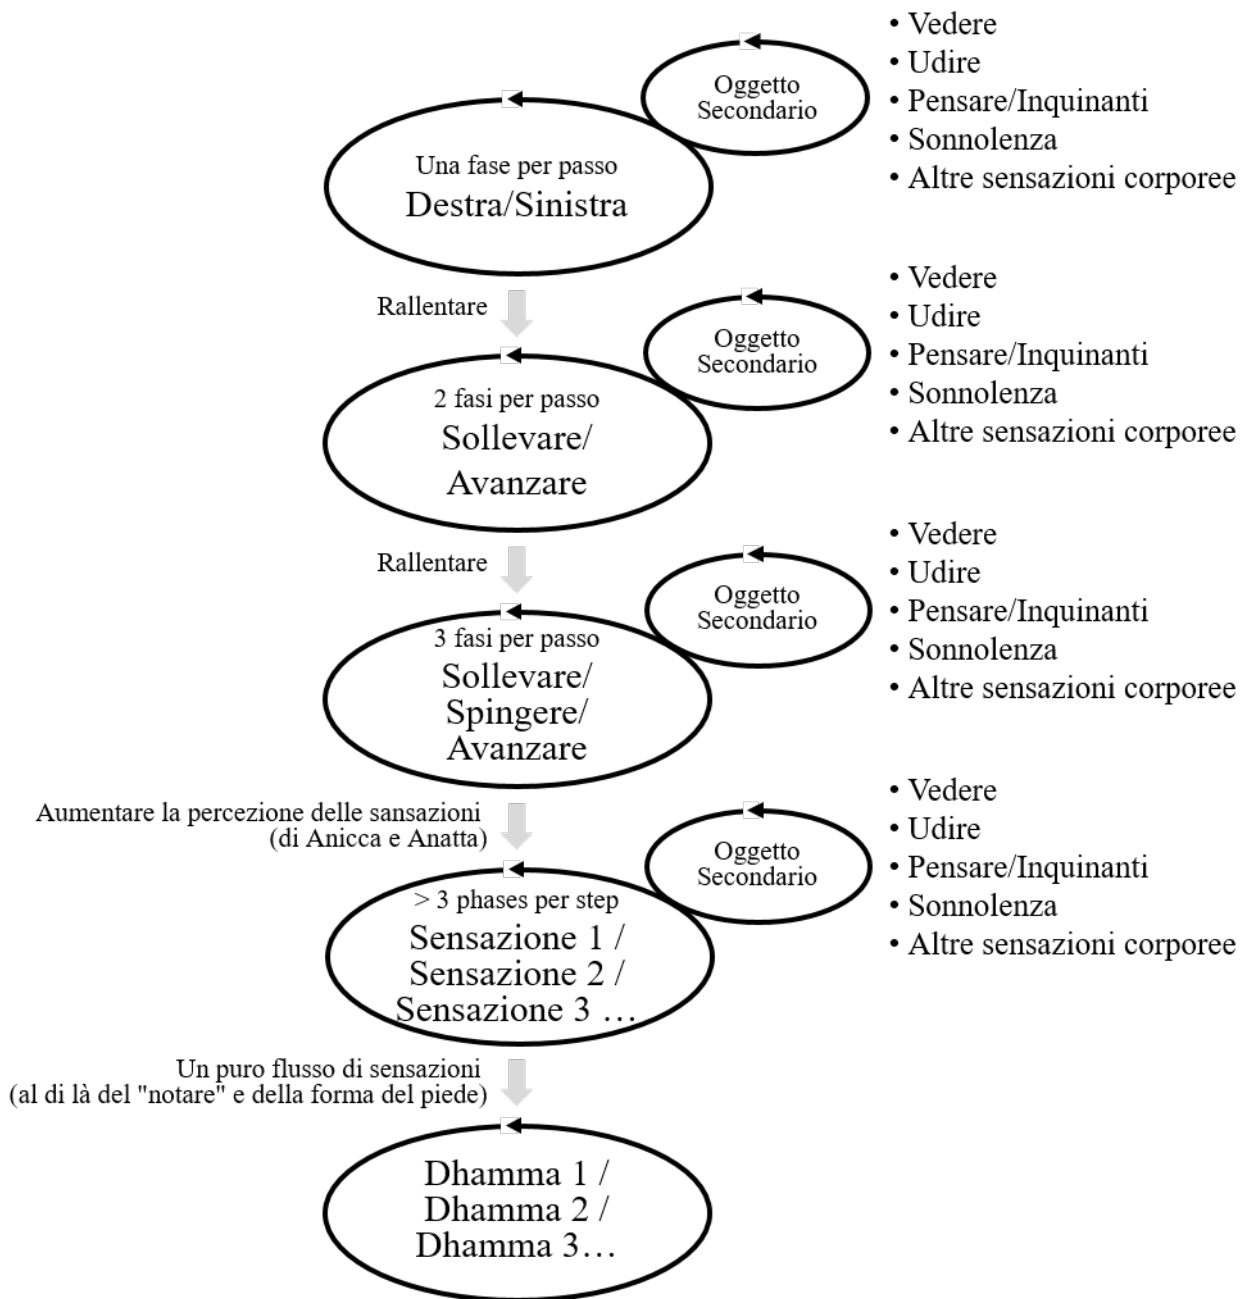 Oggetto
Secondario
• Vedere
• Udire
• Pensare/Inquinanti
• Sonnolenza
• Altre sensazioni corporee
Una fase per passo
Destra/Sinistra
Rallentare
Oggetto
Secondario
• Vedere
• Udire
• Pensare/Inquinanti
• Sonnolenza
• Altre sensazioni corporee
2 fasi per passo
Sollevare/
Avanzare
Rallentare
Oggetto
Secondario
• Vedere
• Udire
• Pensare/Inquinanti
• Sonnolenza
• Altre sensazioni corporee
3 fasi per passo
Sollevare/
Spingere/
Avanzare
Aumentare la percezione delle sansazioni
(di Anicca e Anatta)
Oggetto
Secondario
• Vedere
• Udire
• Pensare/Inquinanti
• Sonnolenza
• Altre sensazioni corporee
> 3 phases per step
Sensazione 1 /
Sensazione 2 /
Sensazione 3 …
Un puro flusso di sensazioni
(al di là del "notare" e della forma del piede)
Dhamma 1 /
Dhamma 2 /
Dhamma 3…